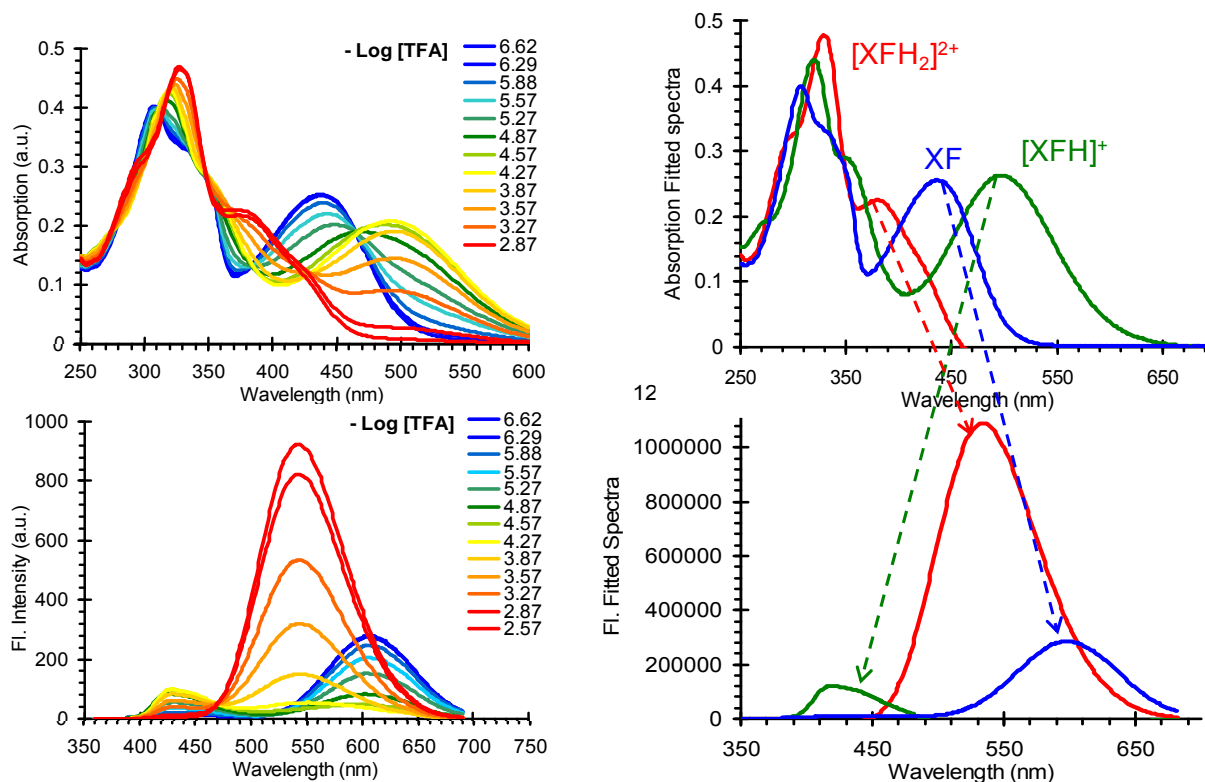 - Log [TFA]
6.62
6.29
5.88
5.57
5.27
4.87
4.57
4.27
3.87
3.57
3.27
2.87
Absorption (a.u.)
0.5
0.4
0.3
0.2
0.1
0
250 300 350 400 450 500 550 600
Wavelength (nm)
[XFH2]2+
XF
[XFH]+
Absorption Fitted spectra
0.5
0.4
0.3
0.2
0.1
0
250 350 450 550 650
Wavelength (nm)
12
- Log [TFA]
6.62
6.29
5.88
5.57
5.27
4.87
4.57
4.27
3.87
3.57
3.27
2.87
2.57
Fl. Intensity (a.u.)
1000
800
600
400
200
0
350 400 450 500 550 600 650 700 750
Wavelength (nm)
Fl. Fitted Spectra
1000000
800000
600000
400000
200000
0
350 450 550 650
Wavelength (nm)